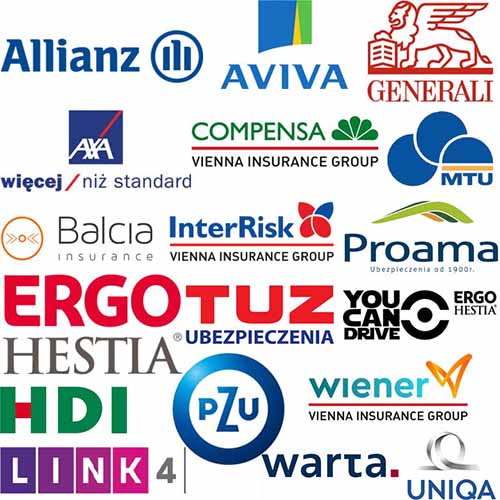 Allianz
AVIVA
GENERALI
AXA
więcej / niż standard
COMPENSA
VIENNA INSURANCE GROUP
MTU
Balcia
insurance
InterRisk
VIENNA INSURANCE GROUP
Proama
Ubezpieczenia od 1900r.
ERGO
HESTIA®
TUZ
UBEZPIECZENIA
YOU
CAN
DRIVE
ERGO
HESTIA®
HDI
PZU
wiener
VIENNA INSURANCE GROUP
LINK4
warta.
UNIQA